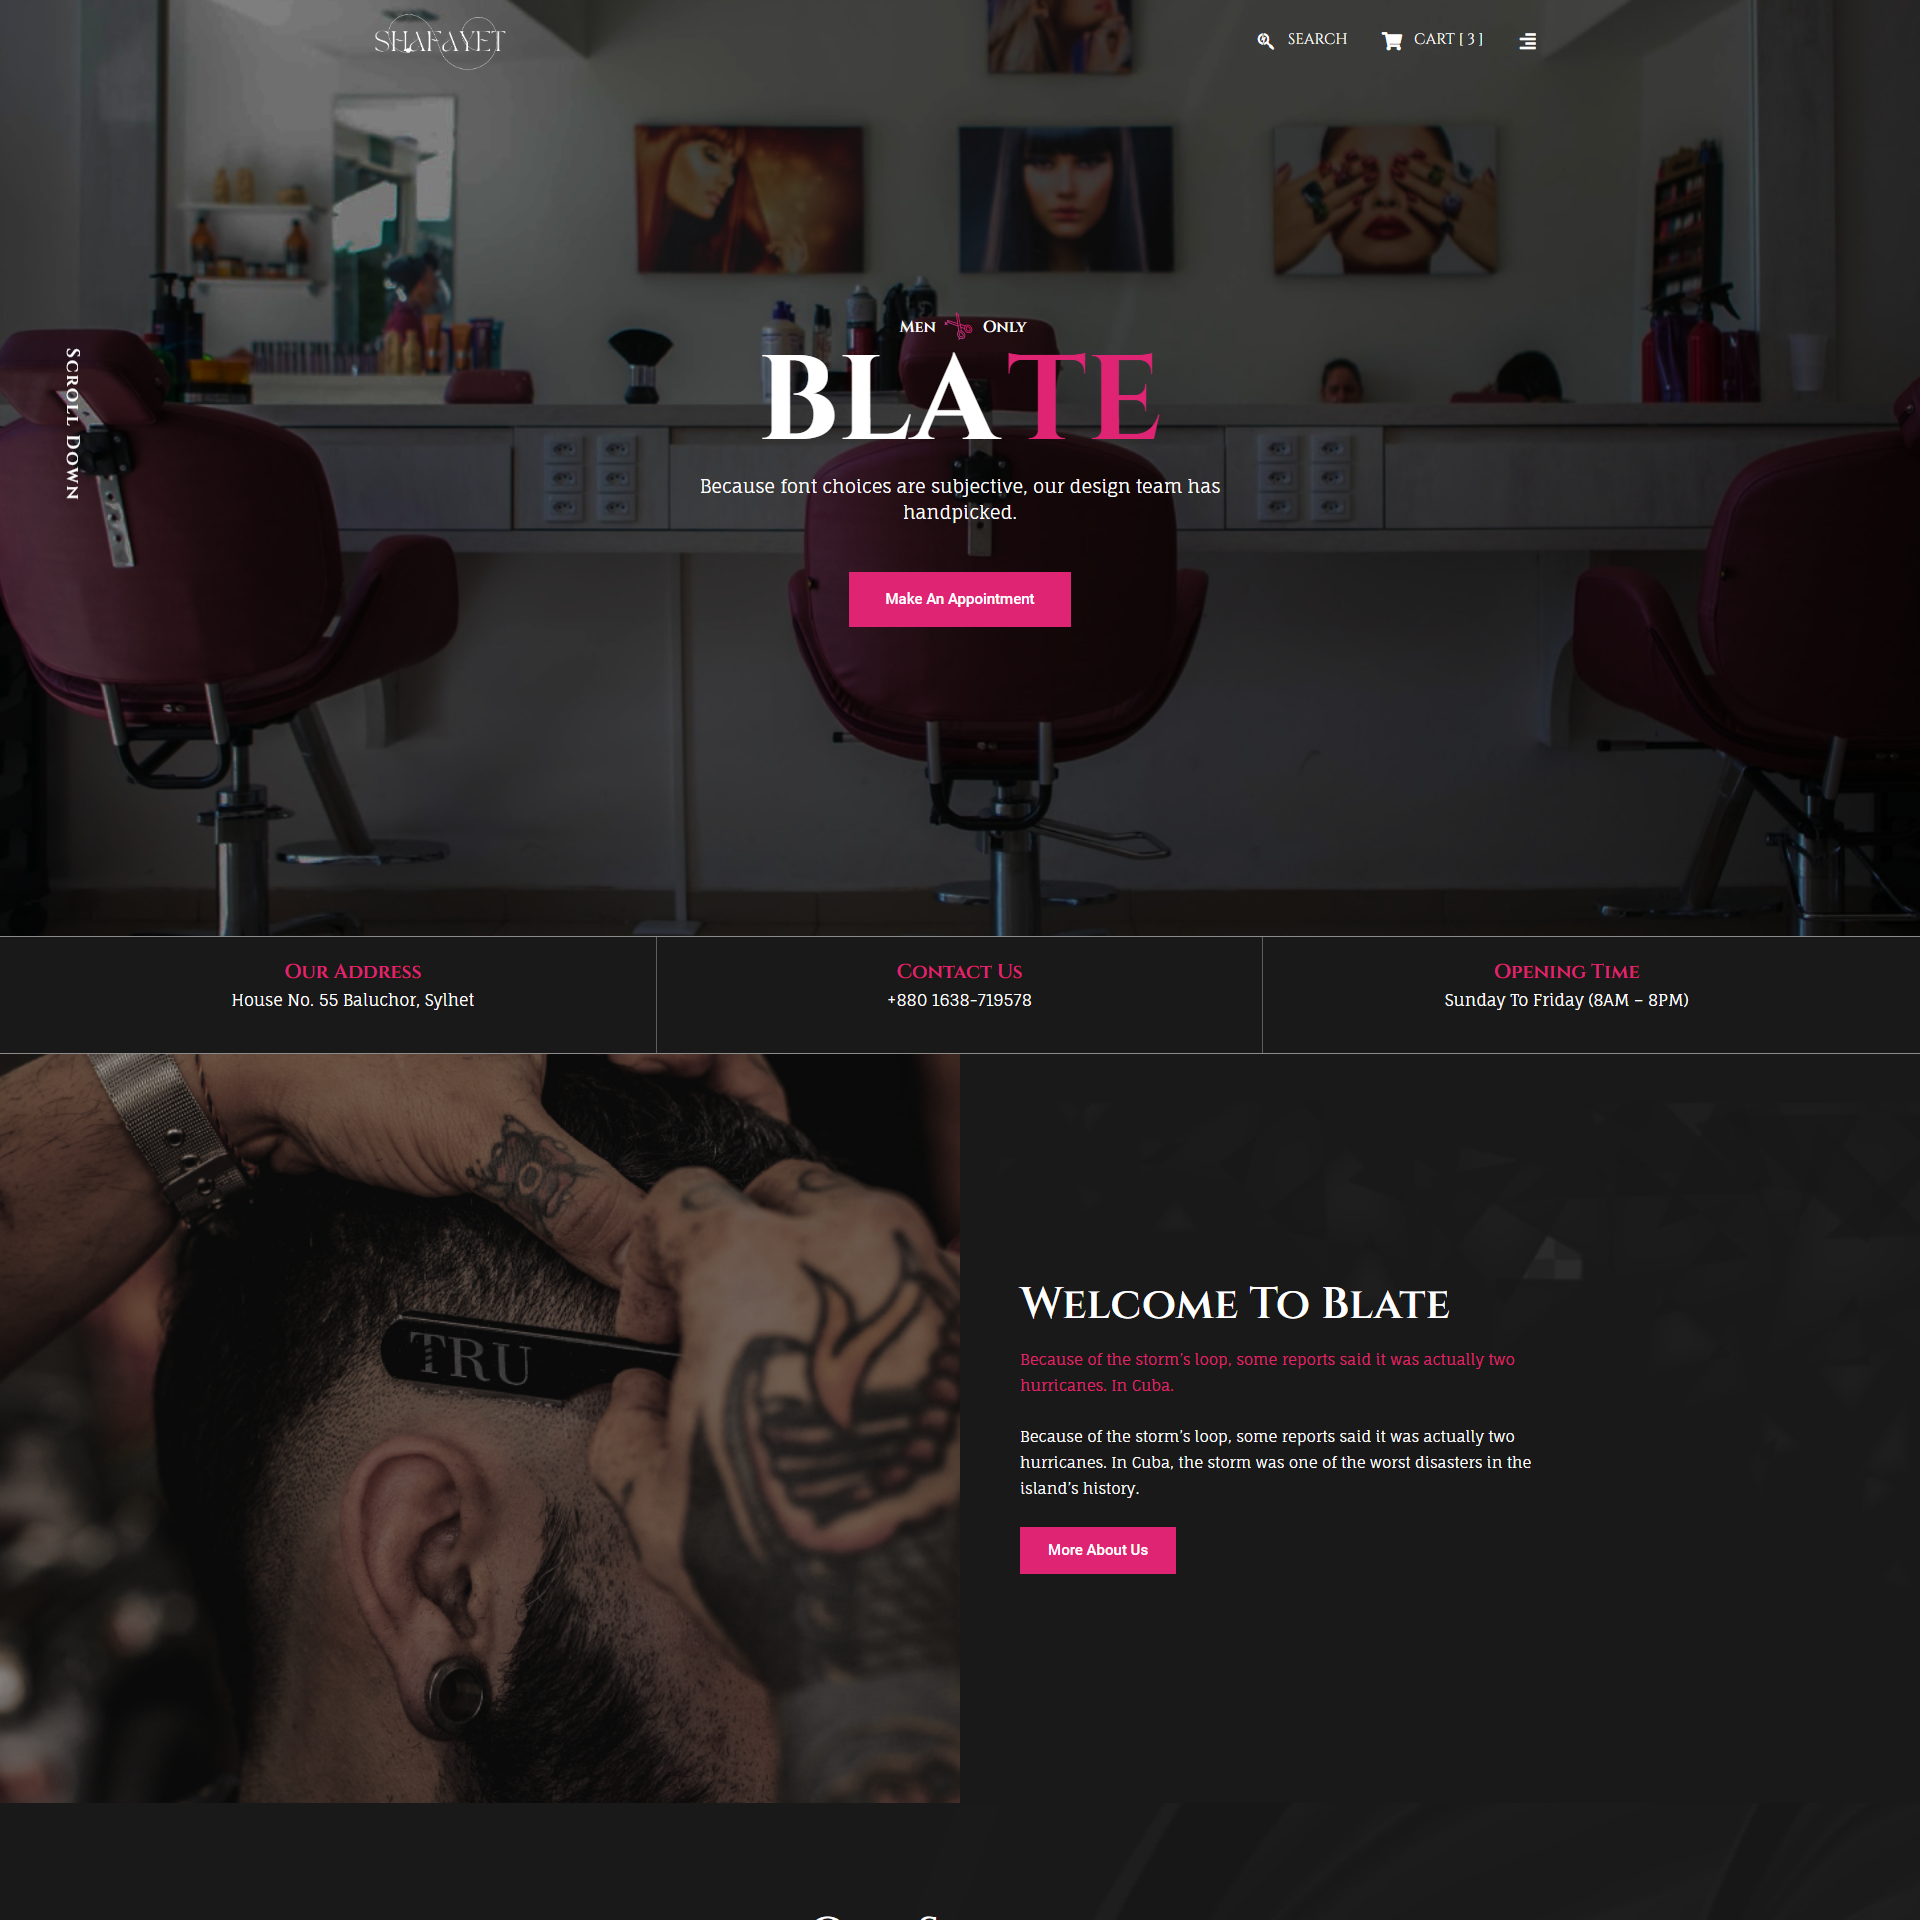 SHAFAYET
SEARCH
CART [ 3 ]
MEN ONLY
BLATE
SCROLL DOWN
Because font choices are subjective, our design team has
handpicked.
Make An Appointment
OUR ADDRESS
House No. 55 Baluchor, Sylhet
CONTACT US
+880 1638-719578
OPENING TIME
Sunday To Friday (8AM – 8PM)
TRU
WELCOME TO BLATE
Because of the storm’s loop, some reports said it was actually two
hurricanes. In Cuba.
Because of the storm’s loop, some reports said it was actually two
hurricanes. In Cuba, the storm was one of the worst disasters in the
island’s history.
More About Us